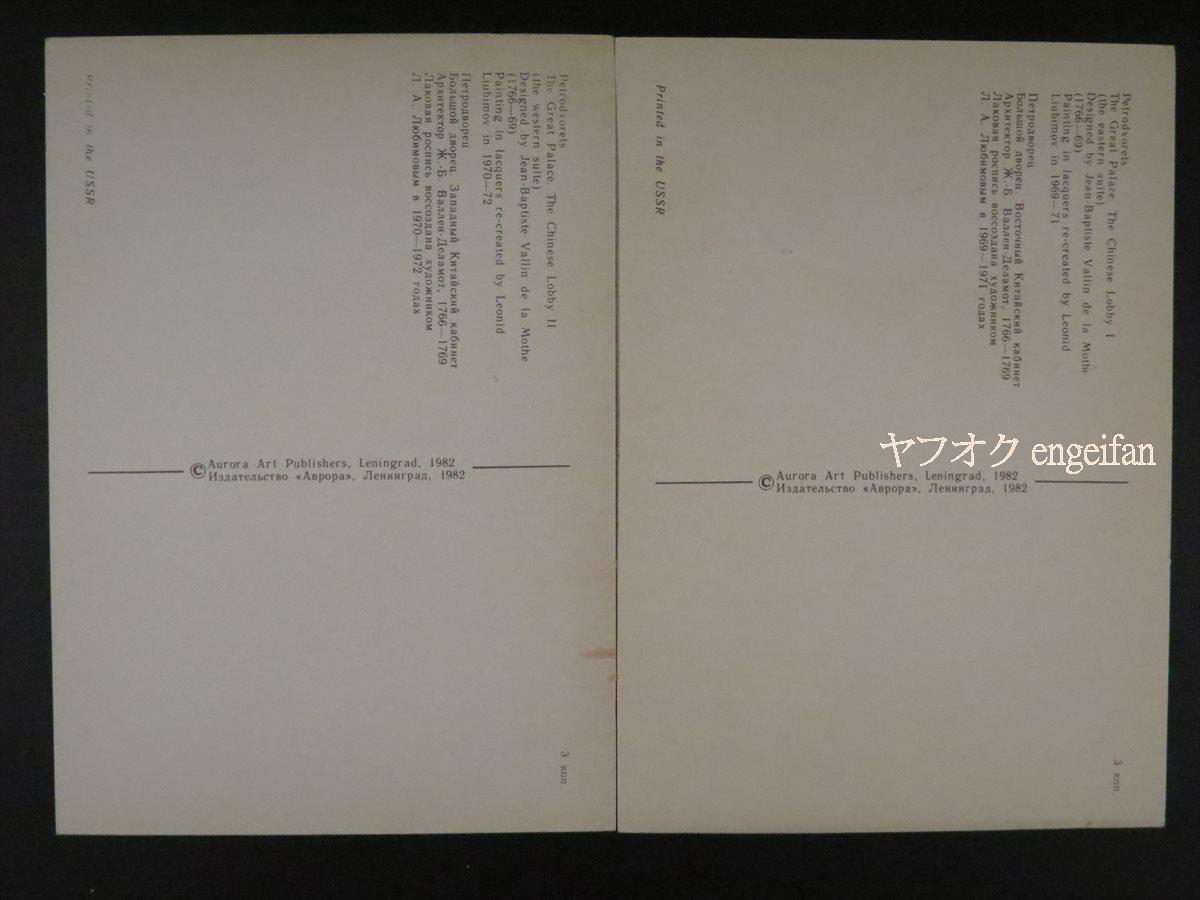 Petrodvorets
The Great Palace. The Chinese Lobby II
(the western suite)
Designed by Jean-Baptiste Vallin de la Mothe
(1766—69)
Painting in lacquers re-created by Leonid
Liubimov in 1970—72
Петродворец
Большой дворец. Западный Китайский кабинет
Архитектор Ж.-Б. Валлен-Деламот, 1766—1769
Лаковая роспись воссоздана художником
Л. А. Любимовым в 1970—1972 годах
Printed in the USSR
© Aurora Art Publishers, Leningrad, 1982
Издательство «Аврора», Ленинград, 1982
3 коп.
Petrodvorets
The Great Palace. The Chinese Lobby I
(the eastern suite)
Designed by Jean-Baptiste Vallin de la Mothe
(1766—69)
Painting in lacquers re-created by Leonid
Liubimov in 1969—71
Петродворец
Большой дворец. Восточный Китайский кабинет
Архитектор Ж.-Б. Валлен-Деламот, 1766—1769
Лаковая роспись воссоздана художником
Л. А. Любимовым в 1969—1971 годах
Printed in the USSR
ヤフオク engeifan
© Aurora Art Publishers, Leningrad, 1982
Издательство «Аврора», Ленинград, 1982
3 коп.